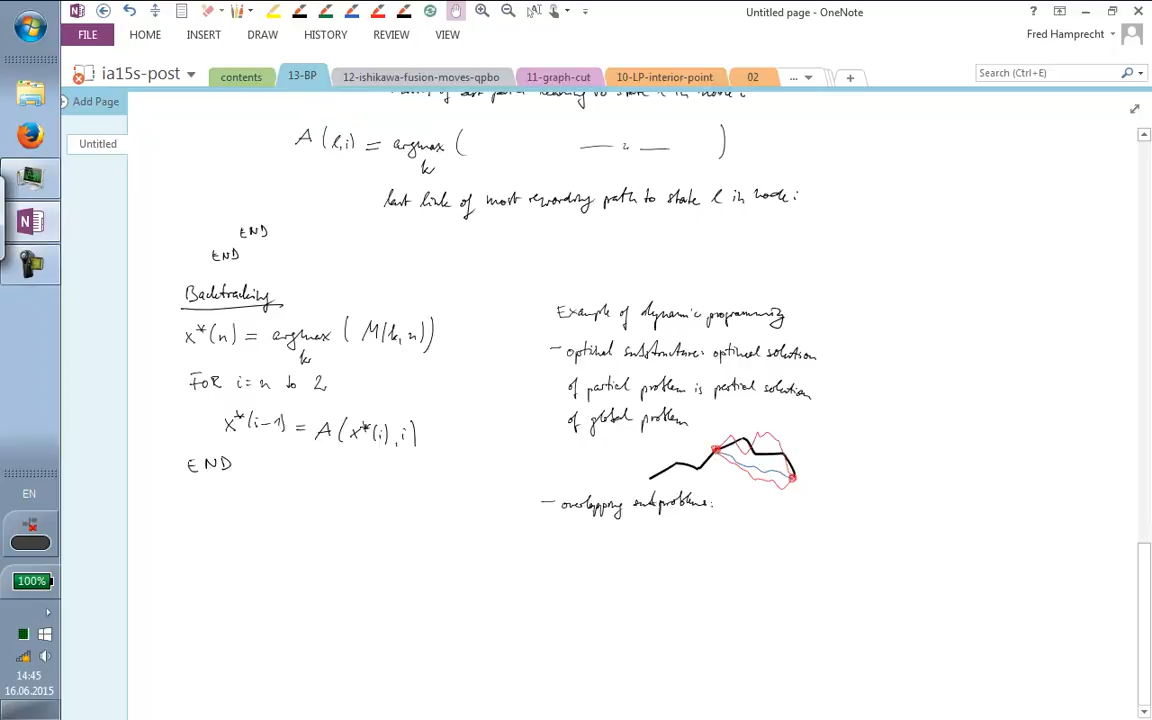 Untitled page - OneNote
FILE HOME INSERT DRAW HISTORY REVIEW VIEW
Fred Hamprecht
ia15s-post
contents 13-BP 12-ishikawa-fusion-moves-qpbo 11-graph-cut 10-LP-interior-point 02 ...
Search (Ctrl+E)
Add Page
Untitled
A(l,i) = argmax ( — " — )
k
last link of most rewarding path to state l in node i
END
END
Backtracking
x*(n) = argmax ( M(k,n))
k
FOR i=n to 2
x*(i-1) = A(x*(i),i)
END
Example of dynamic programming
- optimal substructure: optimal solution
of partial problem is partial solution
of global problem
- overlapping subproblems:
EN
100%
14:45
16.06.2015